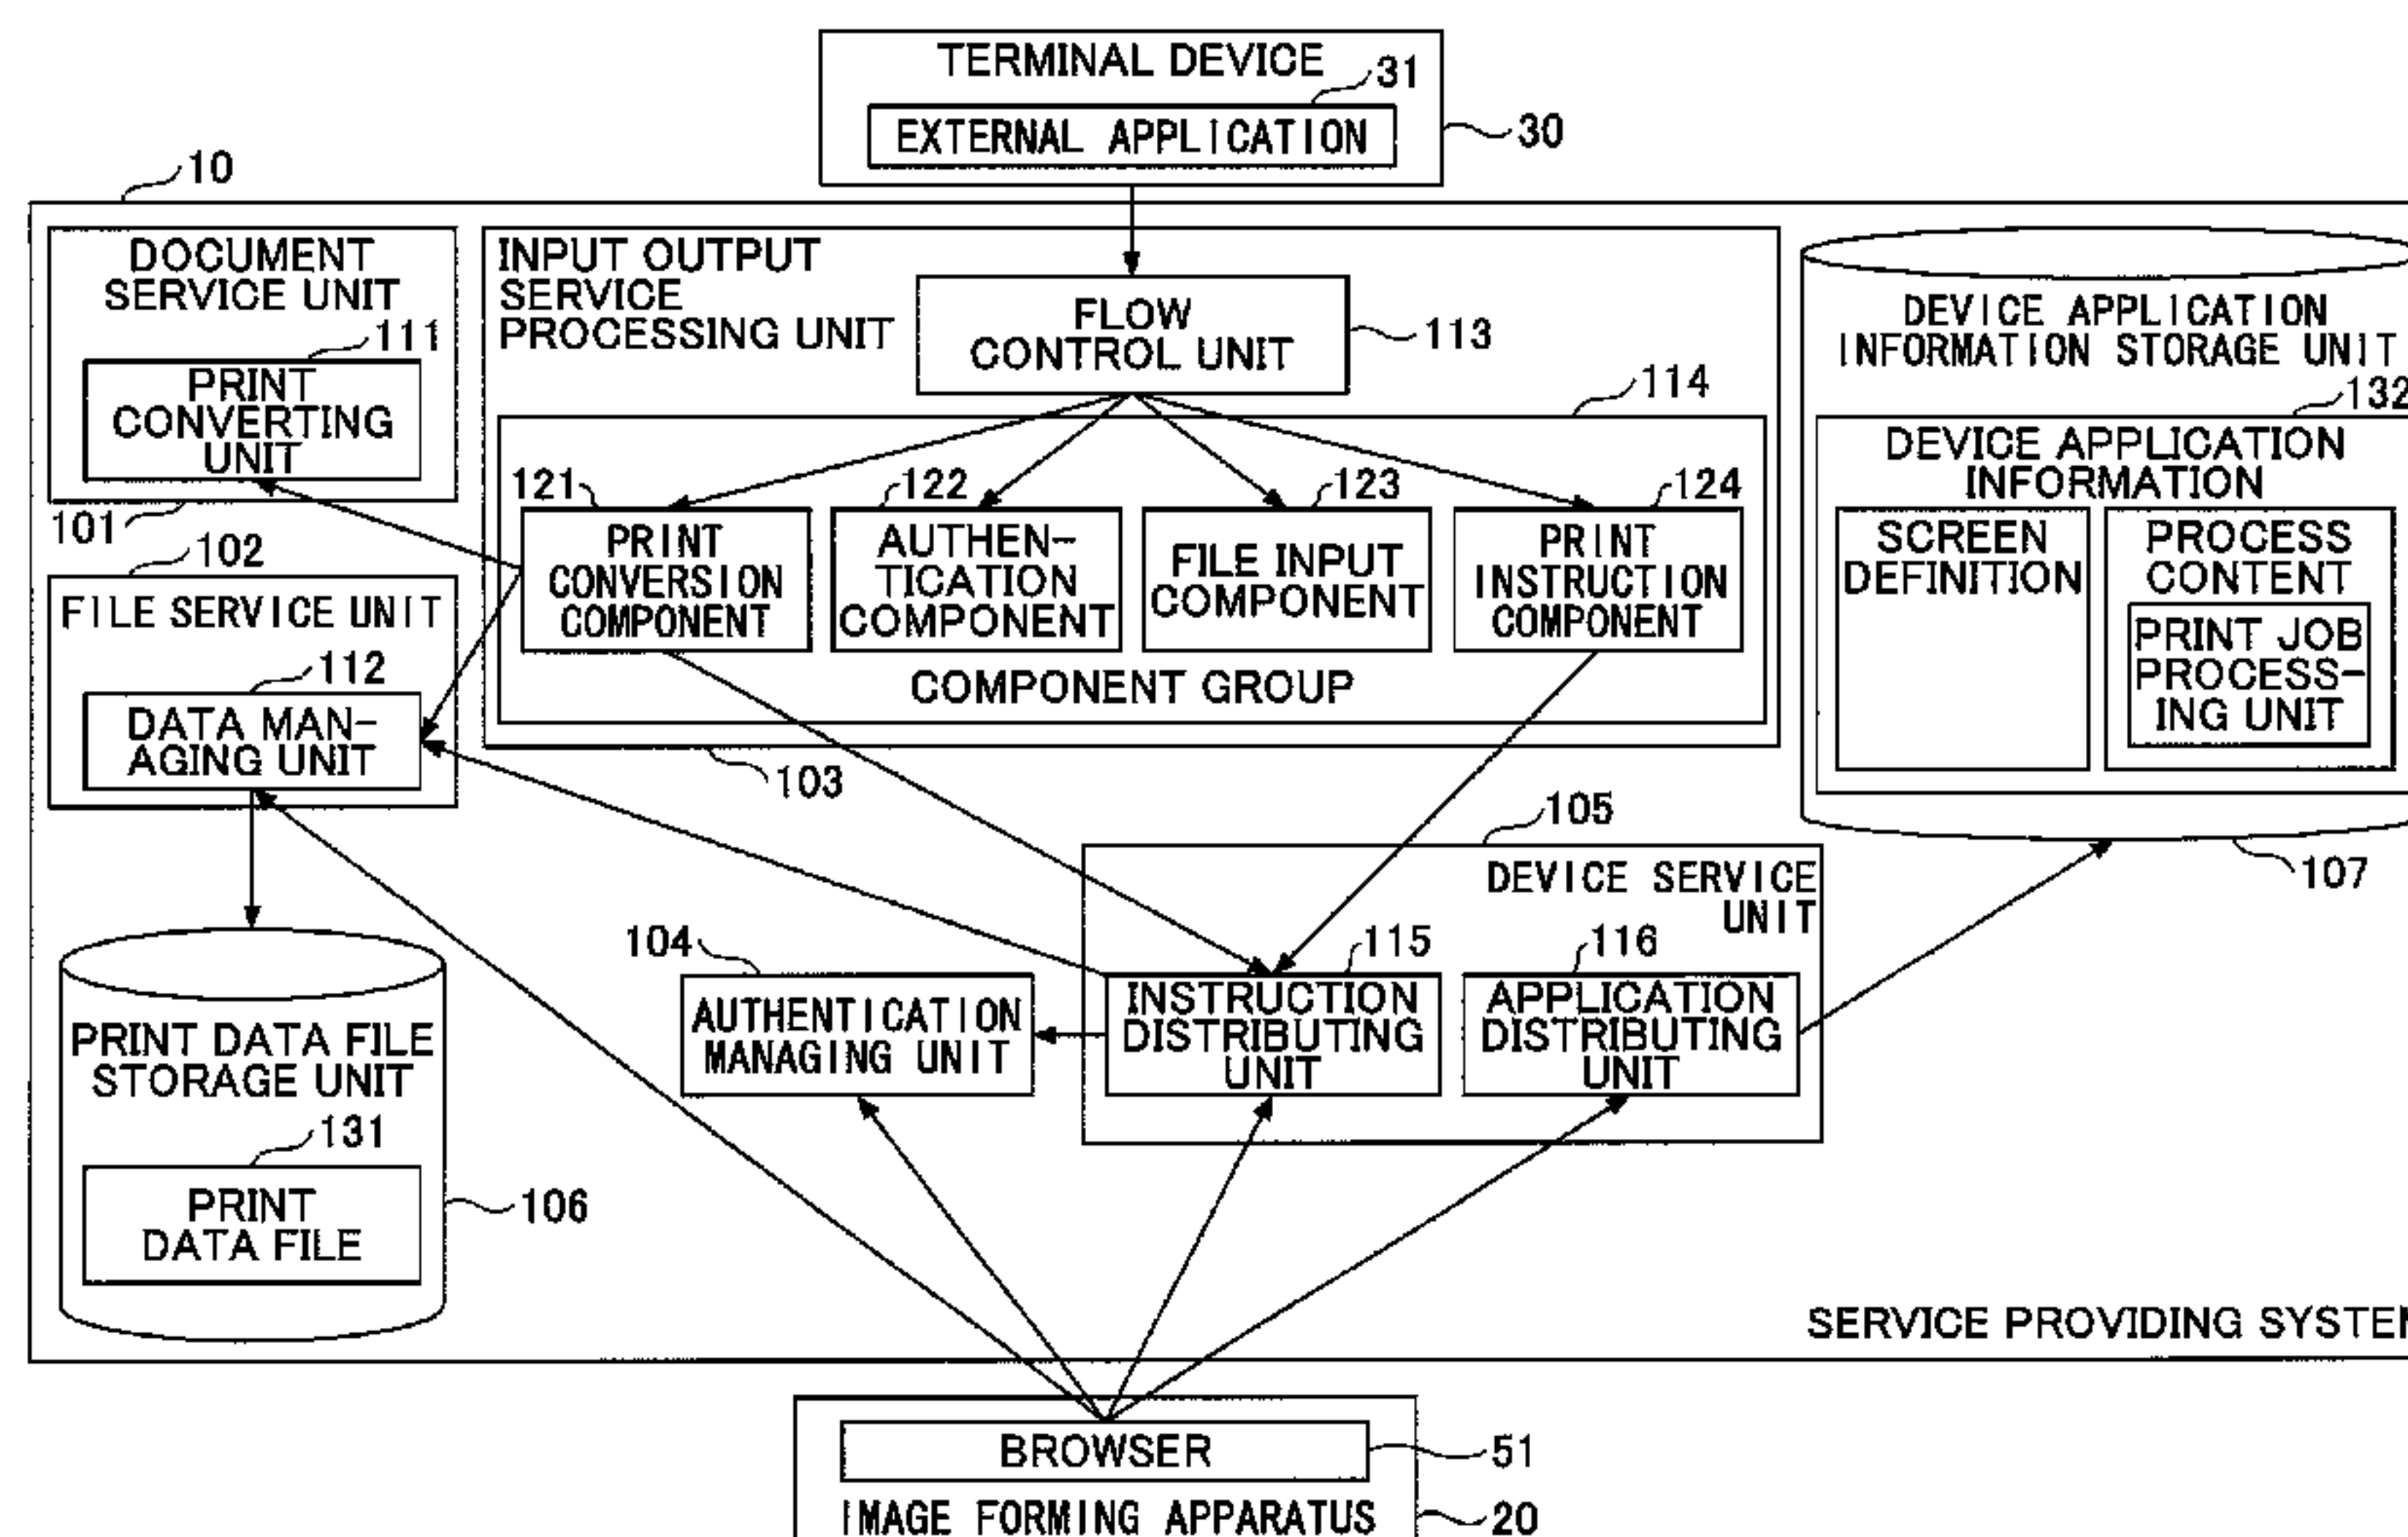 TERMINAL DEVICE
31
EXTERNAL APPLICATION
30
10
DOCUMENT
SERVICE UNIT
111
PRINT
CONVERTING
UNIT
101
INPUT OUTPUT
SERVICE
PROCESSING UNIT
FLOW
CONTROL UNIT
113
114
121
PRINT
CONVERSION
COMPONENT
122
AUTHEN-
TICATION
COMPONENT
123
FILE INPUT
COMPONENT
124
PRINT
INSTRUCTION
COMPONENT
COMPONENT GROUP
103
DEVICE APPLICATION
INFORMATION STORAGE UNIT
132
DEVICE APPLICATION
INFORMATION
SCREEN
DEFINITION
PROCESS
CONTENT
PRINT JOB
PROCESS-
ING UNIT
107
102
FILE SERVICE UNIT
112
DATA MAN-
AGING UNIT
PRINT DATA FILE
STORAGE UNIT
131
PRINT
DATA FILE
106
104
AUTHENTICATION
MANAGING UNIT
105
DEVICE SERVICE
UNIT
115
INSTRUCTION
DISTRIBUTING
UNIT
116
APPLICATION
DISTRIBUTING
UNIT
SERVICE PROVIDING SYSTEM
BROWSER
51
IMAGE FORMING APPARATUS
20